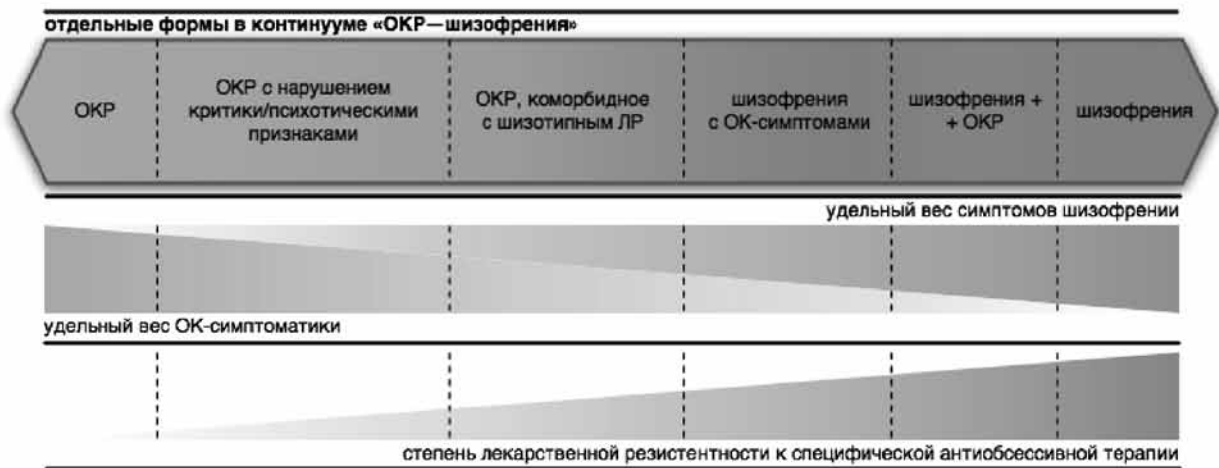 отдельные формы в континууме «ОКР—шизофрения»
ОКР
ОКР с нарушением
критики/психотическими
признаками
ОКР, коморбидное
с шизотипным ЛР
шизофрения
с ОК-симптомами
шизофрения +
+ ОКР
шизофрения
удельный вес симптомов шизофрении
удельный вес ОК-симптоматики
степень лекарственной резистентности к специфической антиобсессивной терапии